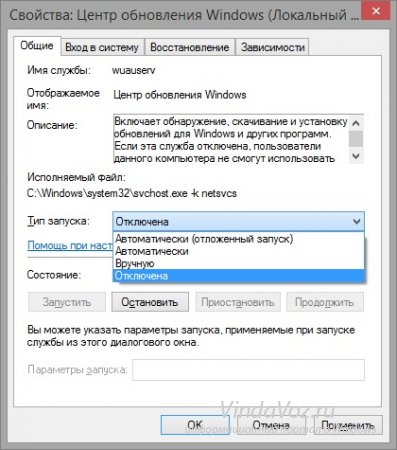 Свойства: Центр обновления Windows (Локальный ...
Общие
Вход в систему
Восстановление
Зависимости
Имя службы: wuauserv
Отображаемое имя: Центр обновления Windows
Описание: Включает обнаружение, скачивание и установку
обновлений для Windows и других программ.
Если эта служба отключена, пользователи
данного компьютера не смогут использовать
Исполняемый файл:
C:\Windows\system32\svchost.exe -k netsvcs
Тип запуска: Отключена
Автоматически (отложенный запуск)
Автоматически
Вручную
Отключена
Помощь при наст
Состояние:
Запустить
Остановить
Приостановить
Продолжить
Вы можете указать параметры запуска, применяемые при запуске
службы из этого диалогового окна.
Параметры запуска:
VindaVoz.ru
OK
Отмена
Применить